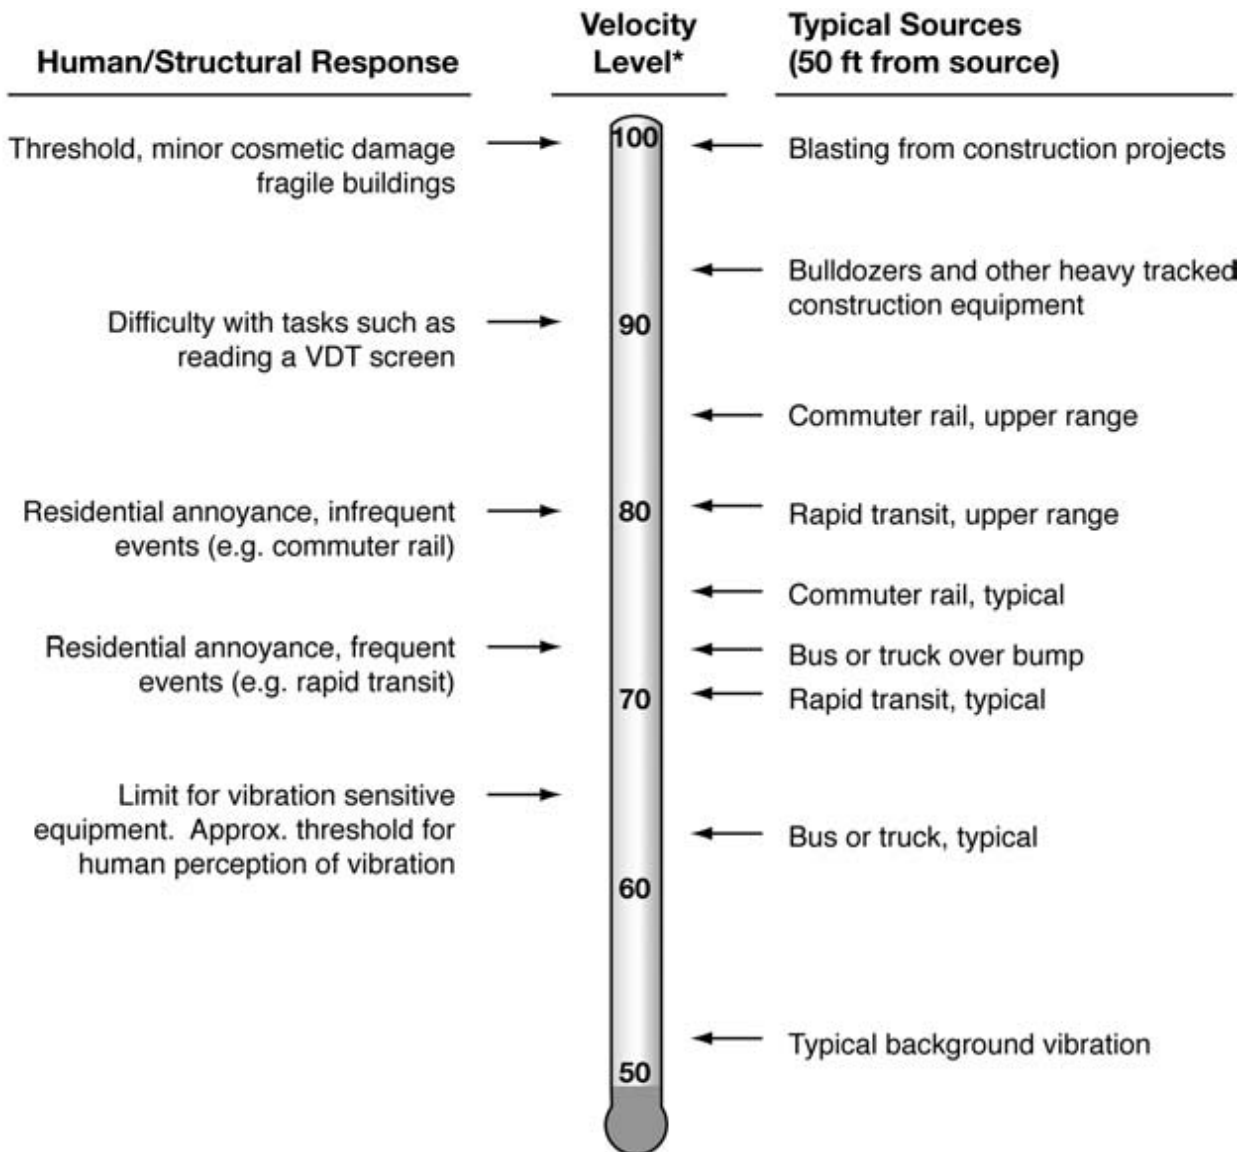 Human/Structural Response
Velocity
Level*
Typical Sources
(50 ft from source)
Threshold, minor cosmetic damage
fragile buildings
100
Blasting from construction projects
Bulldozers and other heavy tracked
construction equipment
Difficulty with tasks such as
reading a VDT screen
90
Commuter rail, upper range
Residential annoyance, infrequent
events (e.g. commuter rail)
80
Rapid transit, upper range
Commuter rail, typical
Residential annoyance, frequent
events (e.g. rapid transit)
Bus or truck over bump
70
Rapid transit, typical
Limit for vibration sensitive
equipment. Approx. threshold for
human perception of vibration
Bus or truck, typical
60
Typical background vibration
50